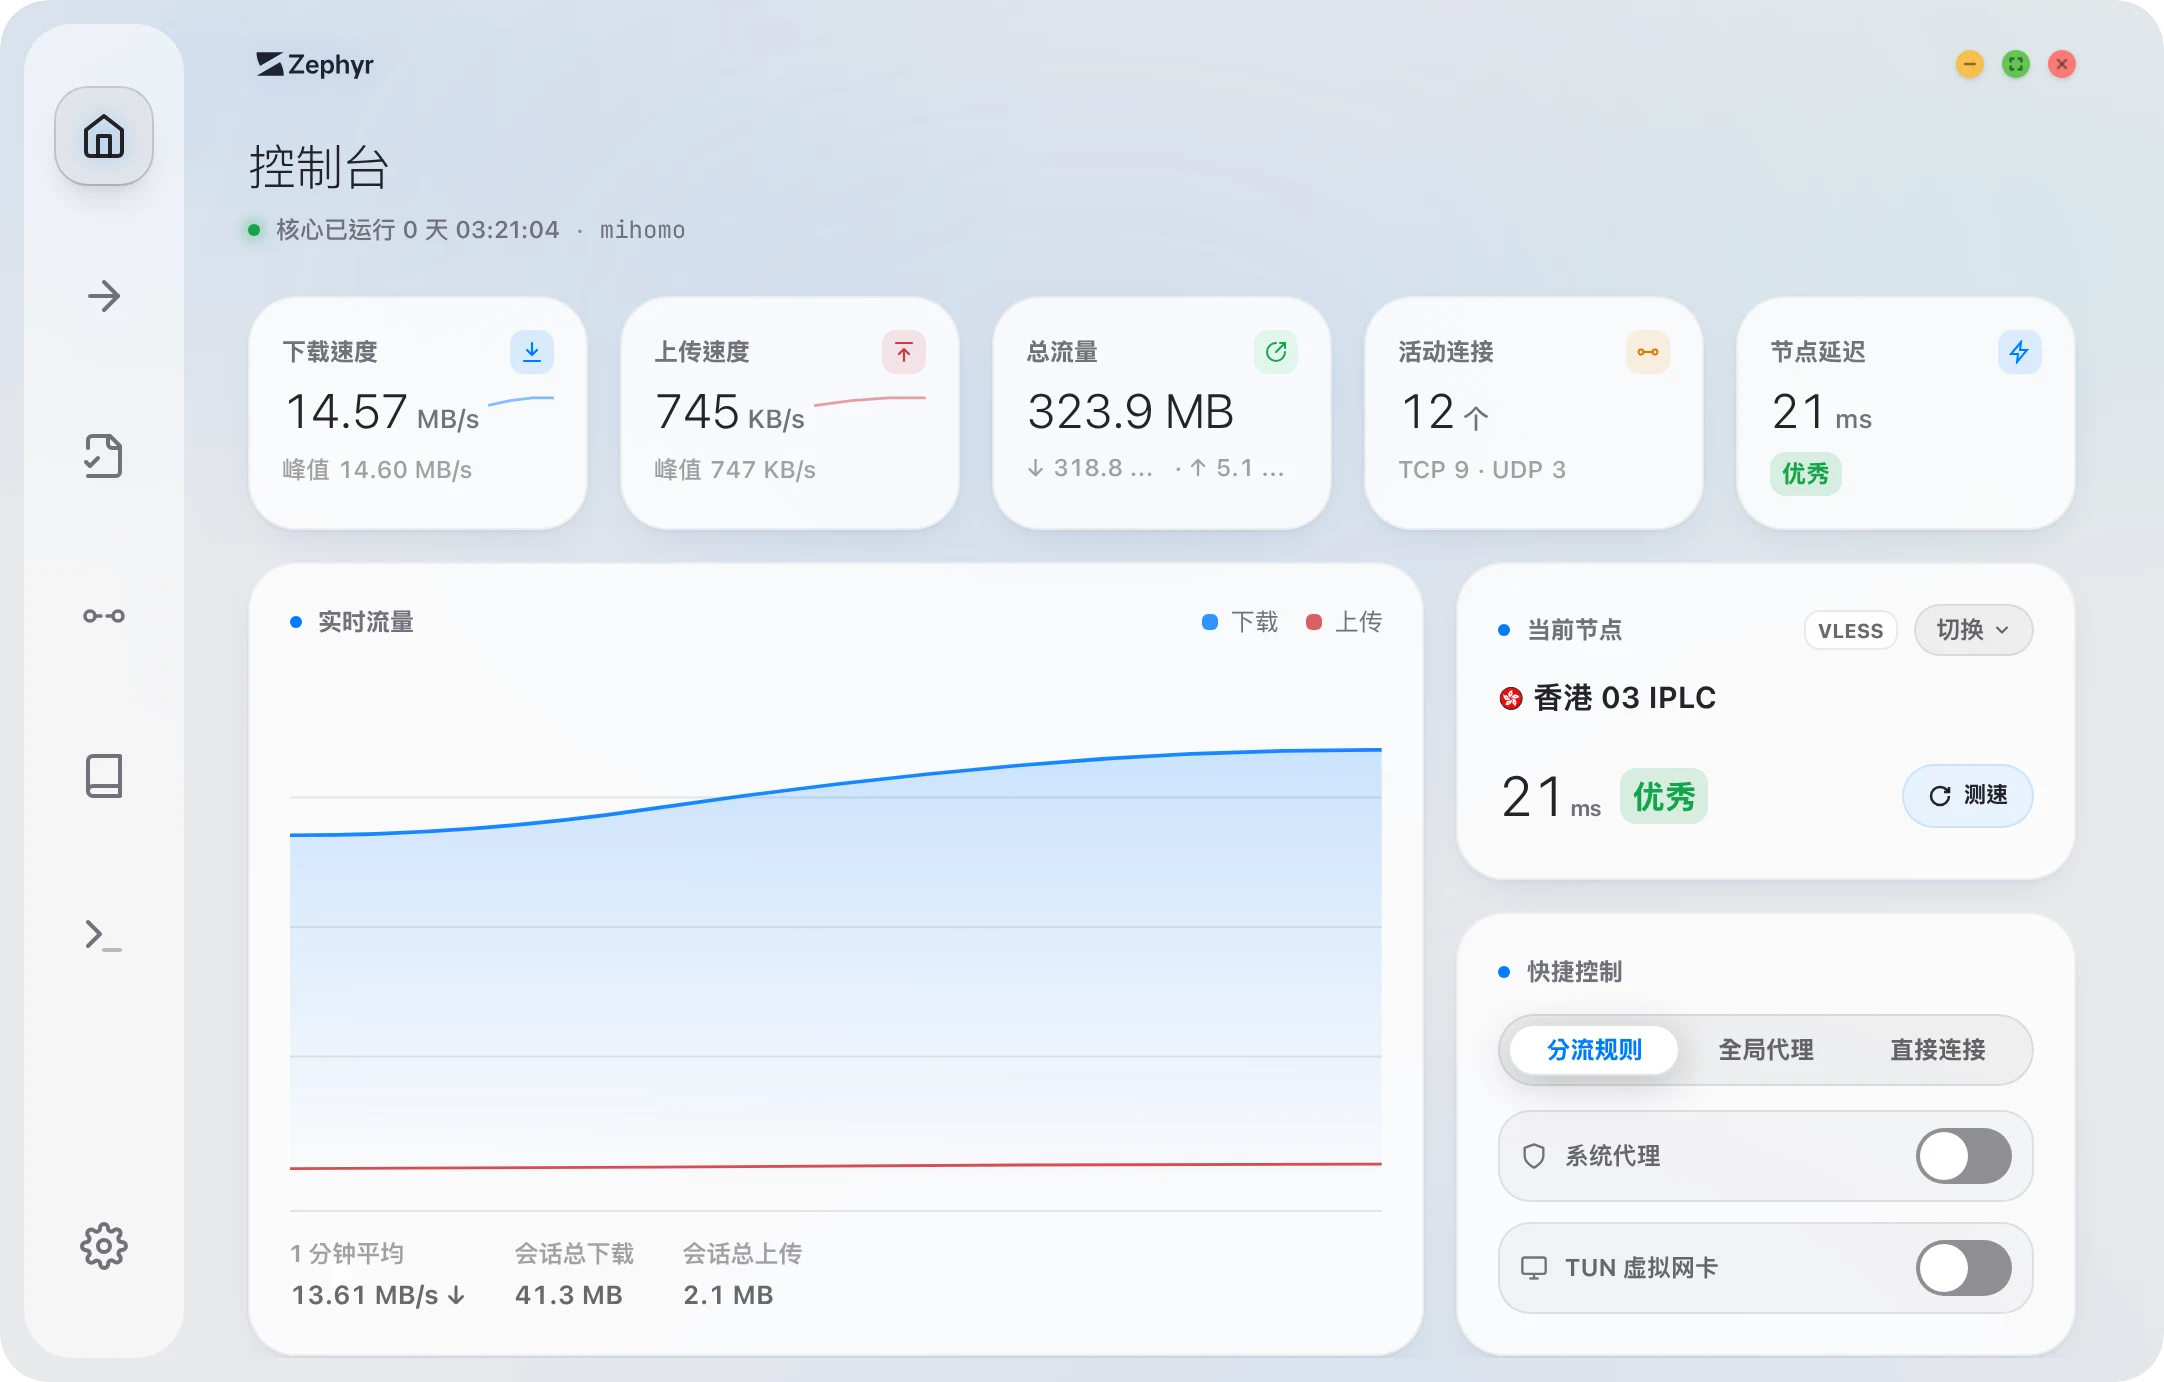 Zephyr
控制台
核心已运行 0 天 03:21:04 · mihomo
下载速度
14.57 MB/s
峰值 14.60 MB/s
上传速度
745 KB/s
峰值 747 KB/s
总流量
323.9 MB
↓ 318.8 ... · ↑ 5.1 ...
活动连接
12 个
TCP 9 · UDP 3
节点延迟
21 ms
优秀
实时流量
下载 上传
1 分钟平均
13.61 MB/s ↓
会话总下载
41.3 MB
会话总上传
2.1 MB
当前节点
VLESS
切换
香港 03 IPLC
21 ms 优秀
测速
快捷控制
分流规则 全局代理 直接连接
系统代理
TUN 虚拟网卡